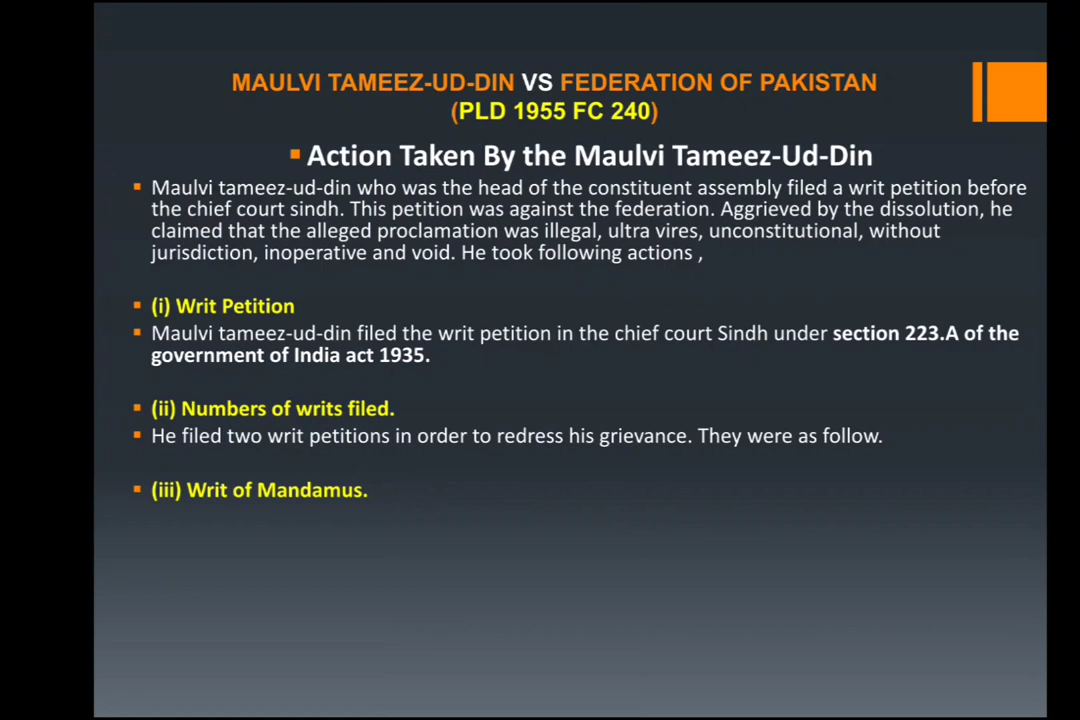 MAULVI TAMEEZ-UD-DIN VS FEDERATION OF PAKISTAN
(PLD 1955 FC 240)
Action Taken By the Maulvi Tameez-Ud-Din
Maulvi tameez-ud-din who was the head of the constituent assembly filed a writ petition before
the chief court sindh. This petition was against the federation. Aggrieved by the dissolution, he
claimed that the alleged proclamation was illegal, ultra vires, unconstitutional, without
jurisdiction, inoperative and void. He took following actions ,
(i) Writ Petition
Maulvi tameez-ud-din filed the writ petition in the chief court Sindh under section 223.A of the
government of India act 1935.
(ii) Numbers of writs filed.
He filed two writ petitions in order to redress his grievance. They were as follow.
(iii) Writ of Mandamus.